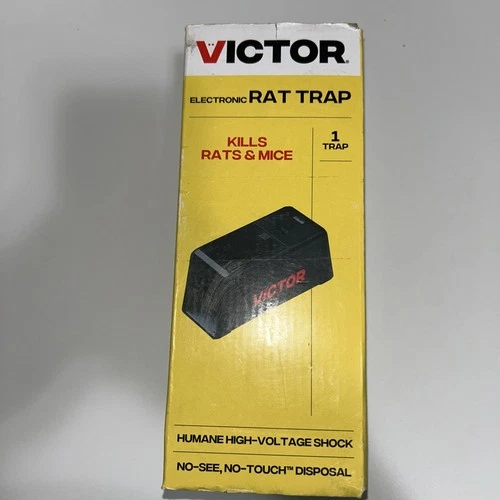 VICTOR®
ELECTRONIC RAT TRAP
KILLS
RATS & MICE
1
TRAP
VICTOR
HUMANE HIGH-VOLTAGE SHOCK
NO-SEE, NO-TOUCH™ DISPOSAL